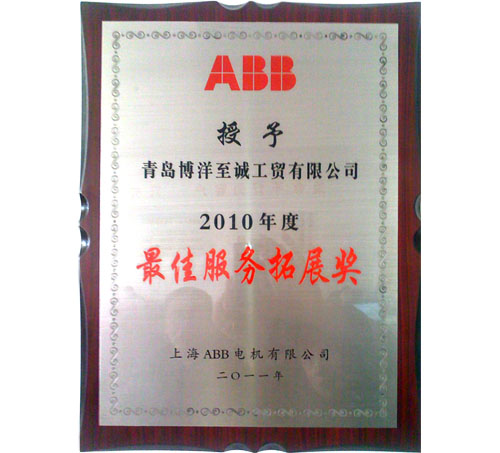 ABB
授予
青岛博洋至诚工贸有限公司
2010年度
最佳服务拓展奖
上海ABB电机有限公司
二〇一一年